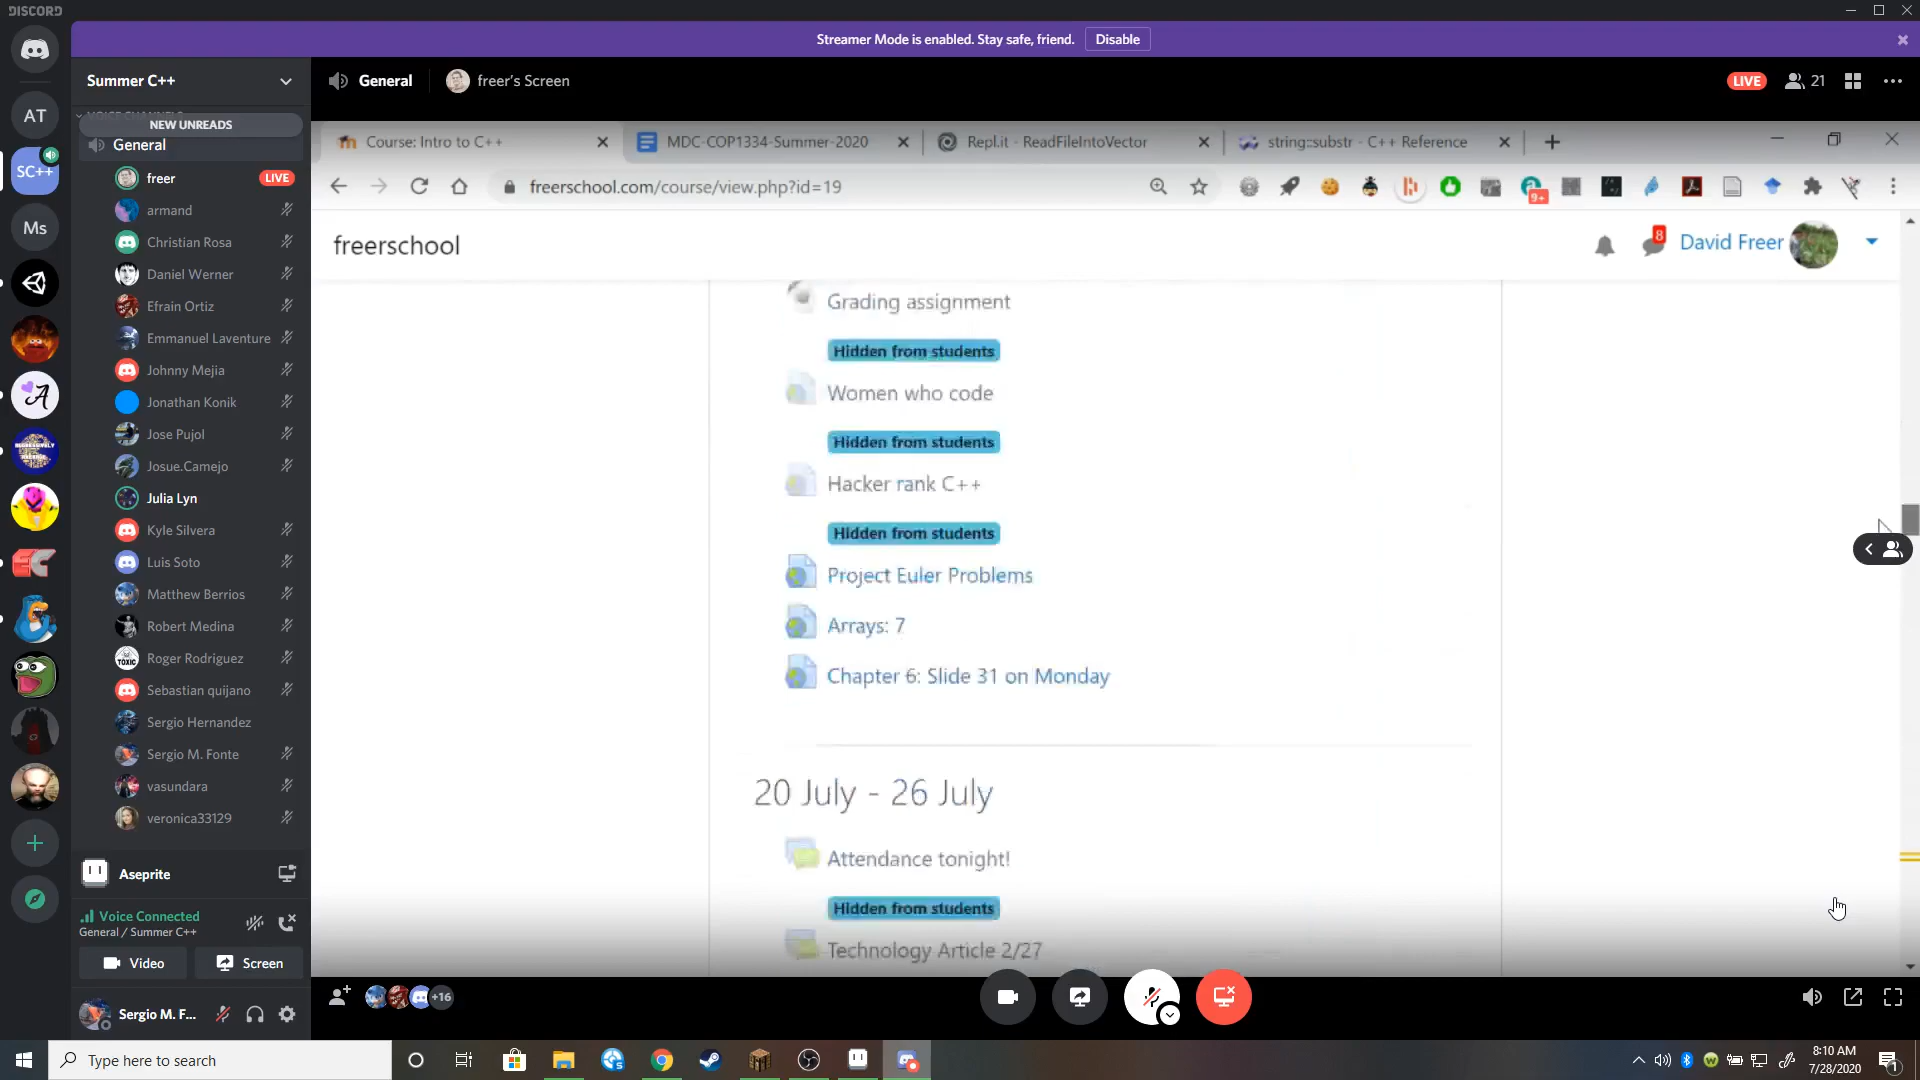 DISCORD
Streamer Mode is enabled. Stay safe, friend. Disable
Summer C++
General
freer's Screen
LIVE
21
NEW UNREADS
General
AT
SC++
Ms
freer
LIVE
armand
Christian Rosa
Daniel Werner
Efrain Ortiz
Emmanuel Laventure
Johnny Mejia
Jonathan Konik
Jose Pujol
Josue.Camejo
Julia Lyn
Kyle Silvera
Luis Soto
Matthew Berrios
Robert Medina
Roger Rodriguez
Sebastian quijano
Sergio Hernandez
Sergio M. Fonte
vasundara
veronica33129
Aseprite
Voice Connected
General / Summer C++
Video
Screen
Sergio M. F...
Course: Intro to C++
MDC-COP1334-Summer-2020
Repl.it - ReadFileIntoVector
string::substr - C++ Reference
freerschool.com/course/view.php?id=19
9+
freerschool
8
David Freer
Grading assignment
Hidden from students
Women who code
Hidden from students
Hacker rank C++
Hidden from students
Project Euler Problems
Arrays: 7
Chapter 6: Slide 31 on Monday
20 July - 26 July
Attendance tonight!
Hidden from students
Technology Article 2/27
+16
Type here to search
8:10 AM
7/28/2020
1